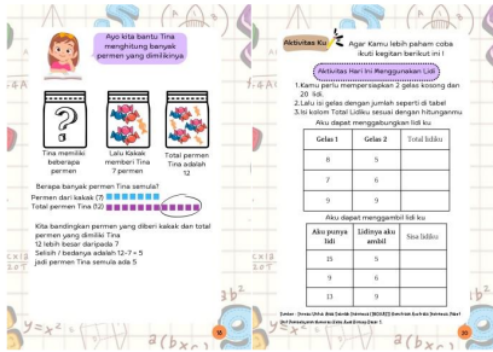 Ayo kita bantu Tina
menghitung banyak
permen yang dimilikinya
?
Tina memiliki
beberapa
permen
Lalu Kakak
memberi Tina
7 permen
Total permen
Tina adalah
12
Berapa banyak permen Tina semula?
Permen dari kakak (7)
Total permen Tina (12)
Kita bandingkan permen yang diberi kakak dan total
permen yang dimiliki Tina
12 lebih besar daripada 7
Selisih / bedanya adalah 12-7 = 5
jadi permen Tina semula ada 5
Aktivitas Ku
Agar Kamu lebih paham coba
ikuti kegitan berikut ini !
Aktivitas Hari Ini Menggunakan Lidi
1.Kamu perlu mempersiapkan 2 gelas kosong dan
20 lidi.
2.Lalu isi gelas dengan jumlah seperti di tabel
3.Isi kolom Total Lidiku sesuai dengan hitunganmu
Aku dapat menggabungkan lidi ku
Gelas 1 Gelas 2 Total lidiku
8 5
7 6
9 9
Aku dapat mengambil lidi ku
Aku punya lidi Lidinya aku ambil Sisa lidiku
15 5
9 6
13 9